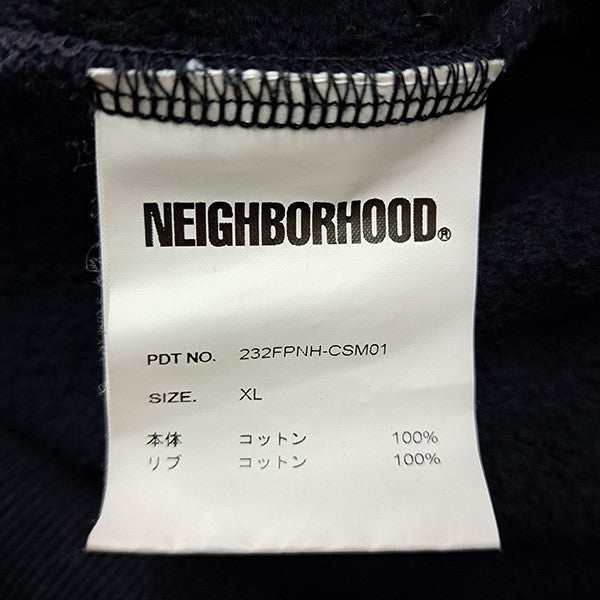 NEIGHBORHOOD®
PDT NO. 232FPNH-CSM01
SIZE. XL
本体 コットン 100%
リブ コットン 100%